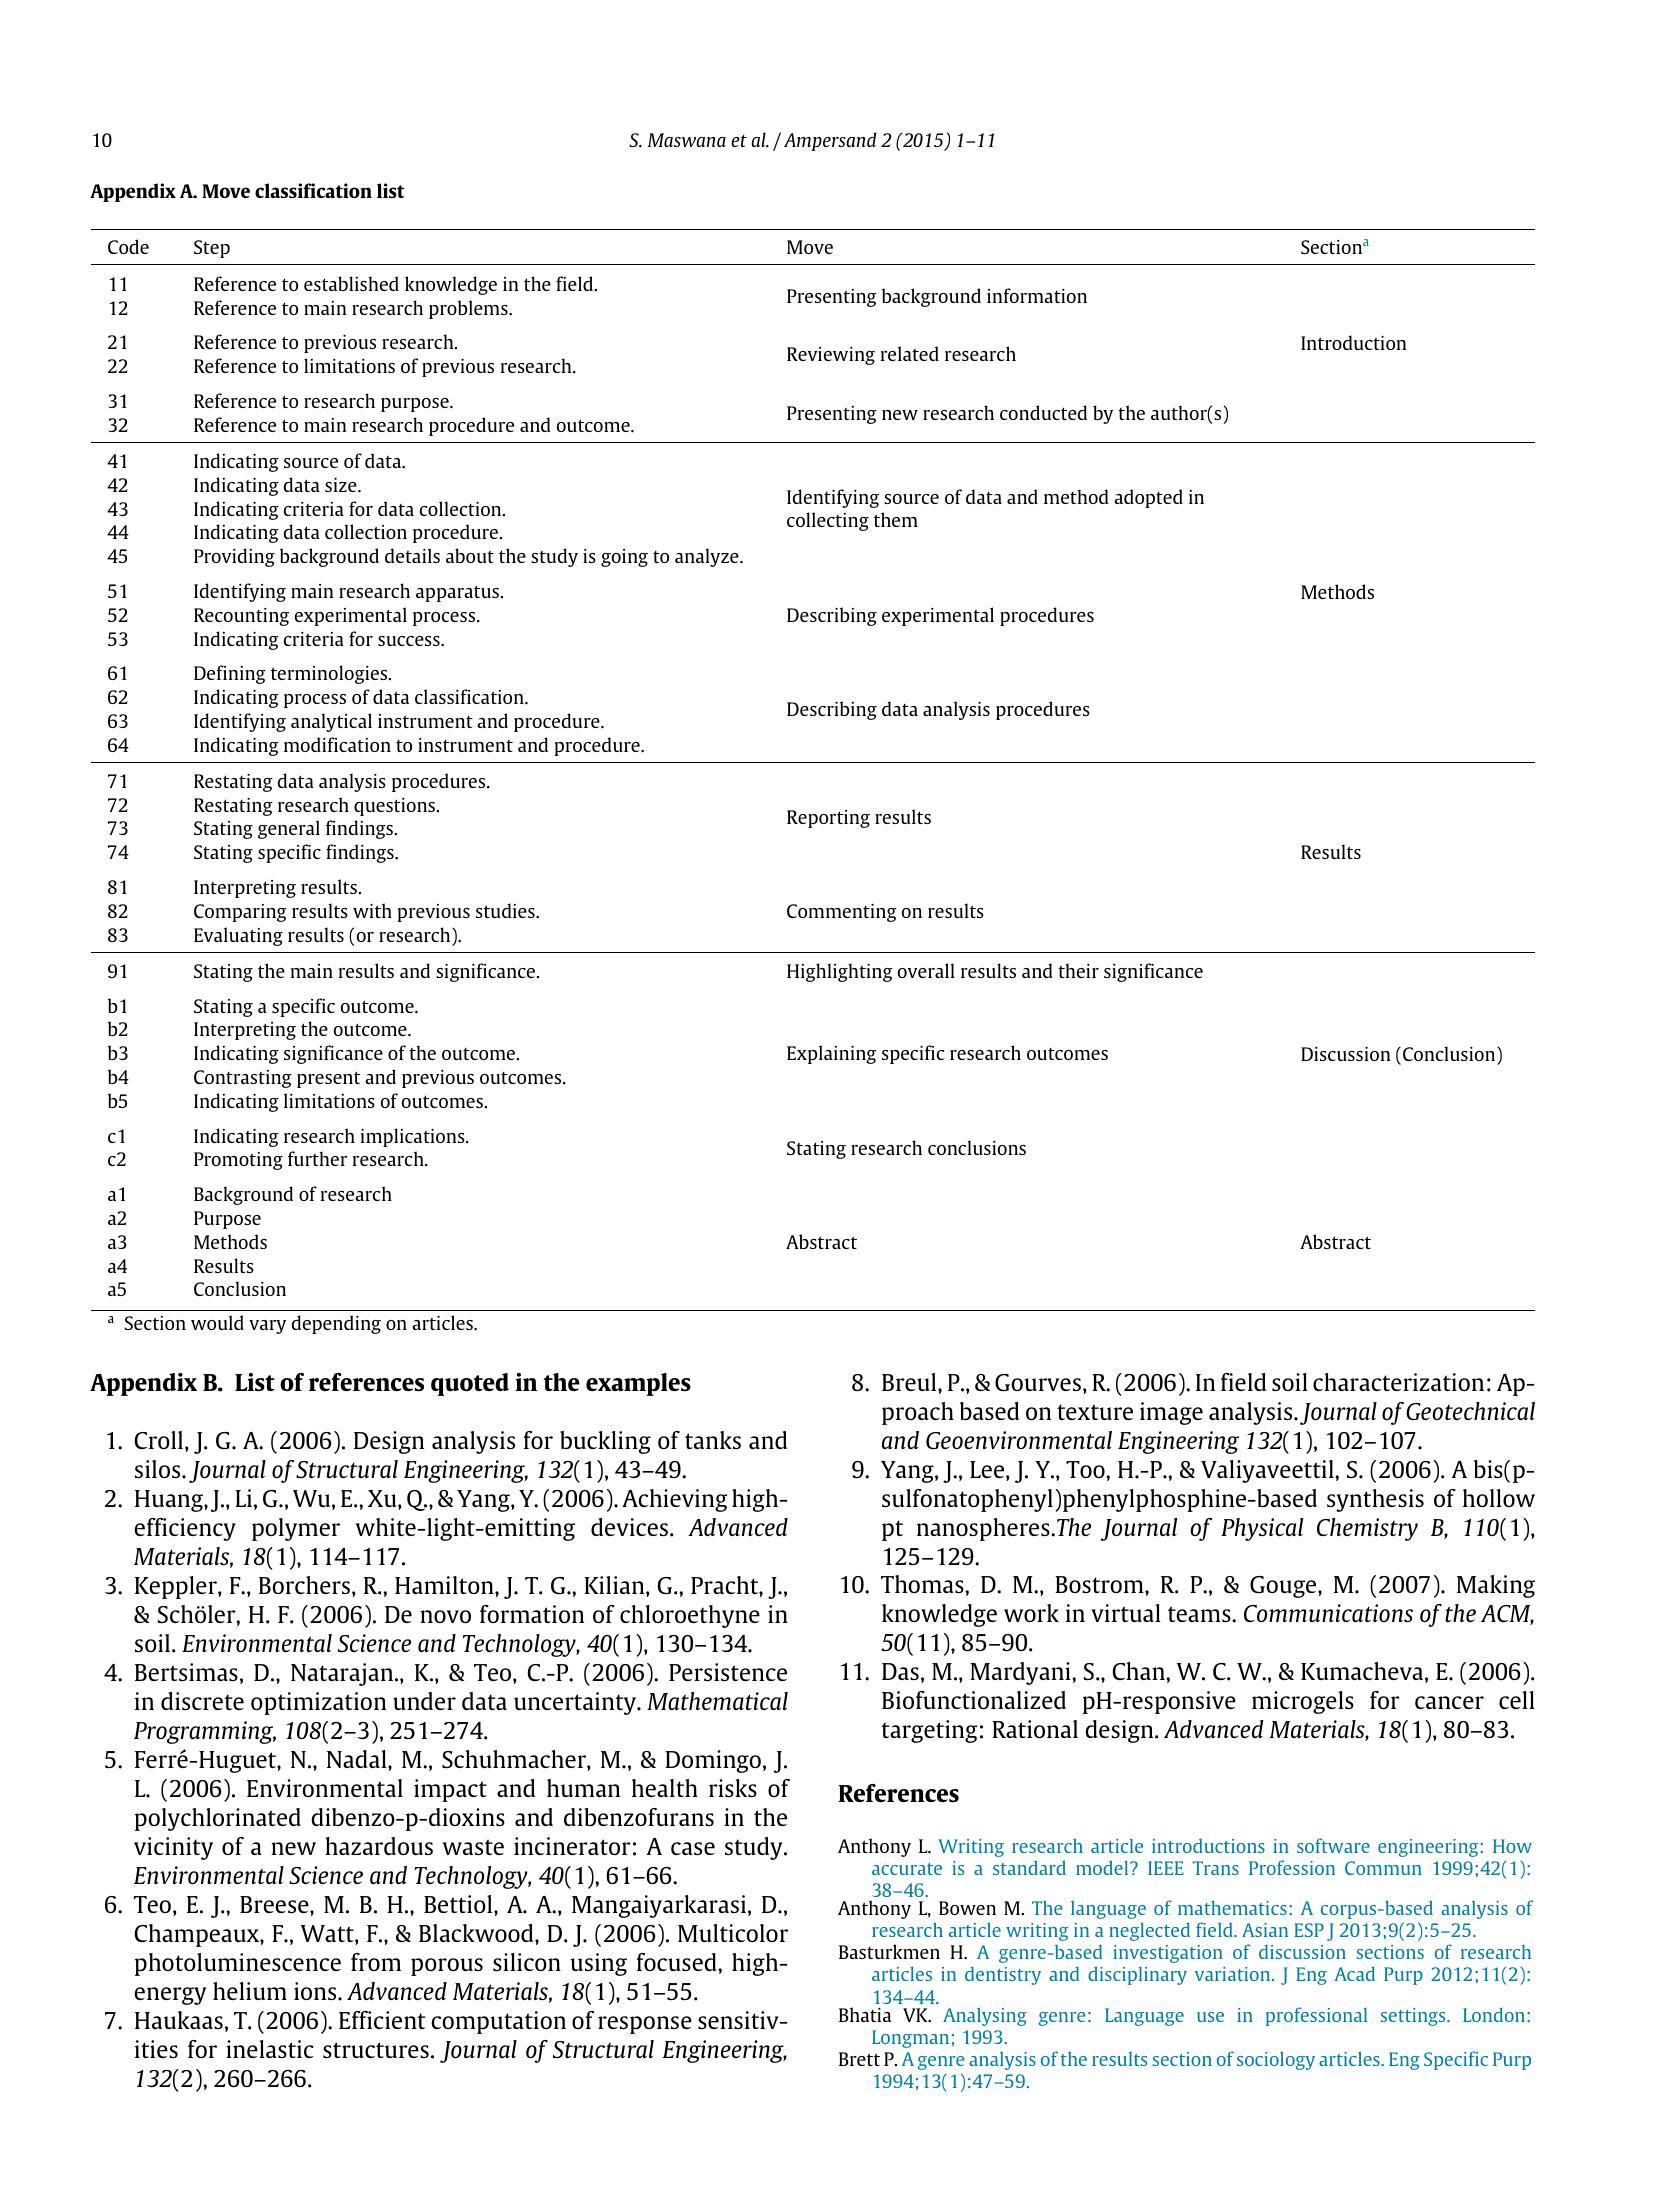 10
S. Maswana et al. / Ampersand 2 (2015) 1–11
Appendix A. Move classification list
Code Step Move Section a
11 Reference to established knowledge in the field.
Presenting background information
12 Reference to main research problems.
21 Reference to previous research.
Introduction
Reviewing related research
22 Reference to limitations of previous research.
31 Reference to research purpose.
Presenting new research conducted by the author(s)
32 Reference to main research procedure and outcome.
41 Indicating source of data.
42 Indicating data size.
Identifying source of data and method adopted in
43 Indicating criteria for data collection.
collecting them
44 Indicating data collection procedure.
45 Providing background details about the study is going to analyze.
51 Identifying main research apparatus. Methods
52 Recounting experimental process. Describing experimental procedures
53 Indicating criteria for success.
61 Defining terminologies.
62 Indicating process of data classification.
Describing data analysis procedures
63 Identifying analytical instrument and procedure.
64 Indicating modification to instrument and procedure.
71 Restating data analysis procedures.
72 Restating research questions.
Reporting results
73 Stating general findings.
74 Stating specific findings. Results
81 Interpreting results.
82 Comparing results with previous studies. Commenting on results
83 Evaluating results (or research).
91 Stating the main results and significance. Highlighting overall results and their significance
b1 Stating a specific outcome.
b2 Interpreting the outcome.
b3 Indicating significance of the outcome. Explaining specific research outcomes Discussion (Conclusion)
b4 Contrasting present and previous outcomes.
b5 Indicating limitations of outcomes.
c1 Indicating research implications.
Stating research conclusions
c2 Promoting further research.
a1 Background of research
a2 Purpose
a3 Methods Abstract Abstract
a4 Results
a5 Conclusion
a Section would vary depending on articles.
Appendix B. List of references quoted in the examples
1. Croll, J. G. A. (2006). Design analysis for buckling of tanks and
silos. Journal of Structural Engineering, 132(1), 43–49.
2. Huang, J., Li, G., Wu, E., Xu, Q., & Yang, Y. (2006). Achieving high-
efficiency polymer white-light-emitting devices. Advanced
Materials, 18(1), 114–117.
3. Keppler, F., Borchers, R., Hamilton, J. T. G., Kilian, G., Pracht, J.,
& Schöler, H. F. (2006). De novo formation of chloroethyne in
soil. Environmental Science and Technology, 40(1), 130–134.
4. Bertsimas, D., Natarajan., K., & Teo, C.-P. (2006). Persistence
in discrete optimization under data uncertainty. Mathematical
Programming, 108(2–3), 251–274.
5. Ferré-Huguet, N., Nadal, M., Schuhmacher, M., & Domingo, J.
L. (2006). Environmental impact and human health risks of
polychlorinated dibenzo-p-dioxins and dibenzofurans in the
vicinity of a new hazardous waste incinerator: A case study.
Environmental Science and Technology, 40(1), 61–66.
6. Teo, E. J., Breese, M. B. H., Bettiol, A. A., Mangaiyarkarasi, D.,
Champeaux, F., Watt, F., & Blackwood, D. J. (2006). Multicolor
photoluminescence from porous silicon using focused, high-
energy helium ions. Advanced Materials, 18(1), 51–55.
7. Haukaas, T. (2006). Efficient computation of response sensitiv-
ities for inelastic structures. Journal of Structural Engineering,
132(2), 260–266.
8. Breul, P., & Gourves, R. (2006). In field soil characterization: Ap-
proach based on texture image analysis. Journal of Geotechnical
and Geoenvironmental Engineering 132(1), 102–107.
9. Yang, J., Lee, J. Y., Too, H.-P., & Valiyaveettil, S. (2006). A bis(p-
sulfonatophenyl)phenylphosphine-based synthesis of hollow
pt nanospheres.The Journal of Physical Chemistry B, 110(1),
125–129.
10. Thomas, D. M., Bostrom, R. P., & Gouge, M. (2007). Making
knowledge work in virtual teams. Communications of the ACM,
50(11), 85–90.
11. Das, M., Mardyani, S., Chan, W. C. W., & Kumacheva, E. (2006).
Biofunctionalized pH-responsive microgels for cancer cell
targeting: Rational design. Advanced Materials, 18(1), 80–83.
References
Anthony L. Writing research article introductions in software engineering: How
accurate is a standard model? IEEE Trans Profession Commun 1999;42(1):
38–46.
Anthony L, Bowen M. The language of mathematics: A corpus-based analysis of
research article writing in a neglected field. Asian ESP J 2013;9(2):5–25.
Basturkmen H. A genre-based investigation of discussion sections of research
articles in dentistry and disciplinary variation. J Eng Acad Purp 2012;11(2):
134–44.
Bhatia VK. Analysing genre: Language use in professional settings. London:
Longman; 1993.
Brett P. A genre analysis of the results section of sociology articles. Eng Specific Purp
1994;13(1):47–59.